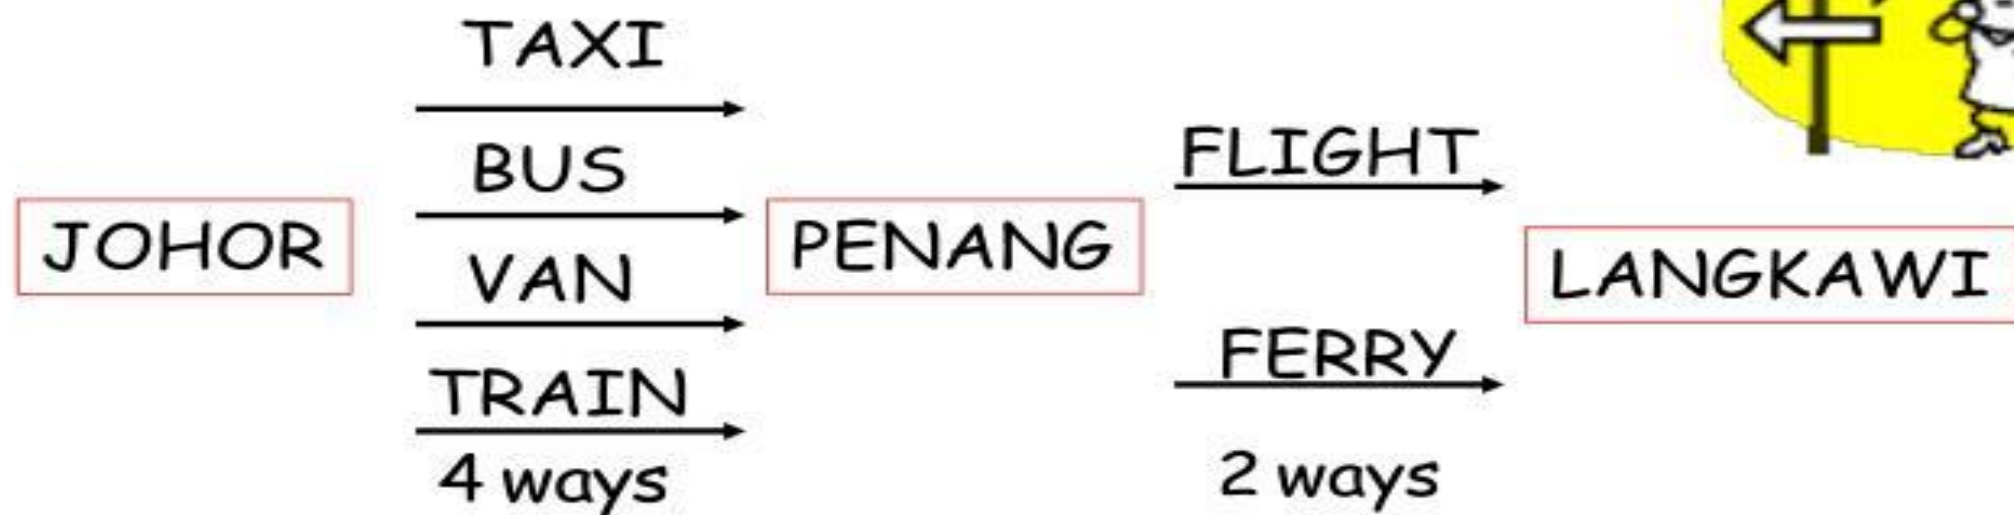 TAXI
BUS
VAN
TRAIN
4 ways
JOHOR
PENANG
FLIGHT
FERRY
2 ways
LANGKAWI